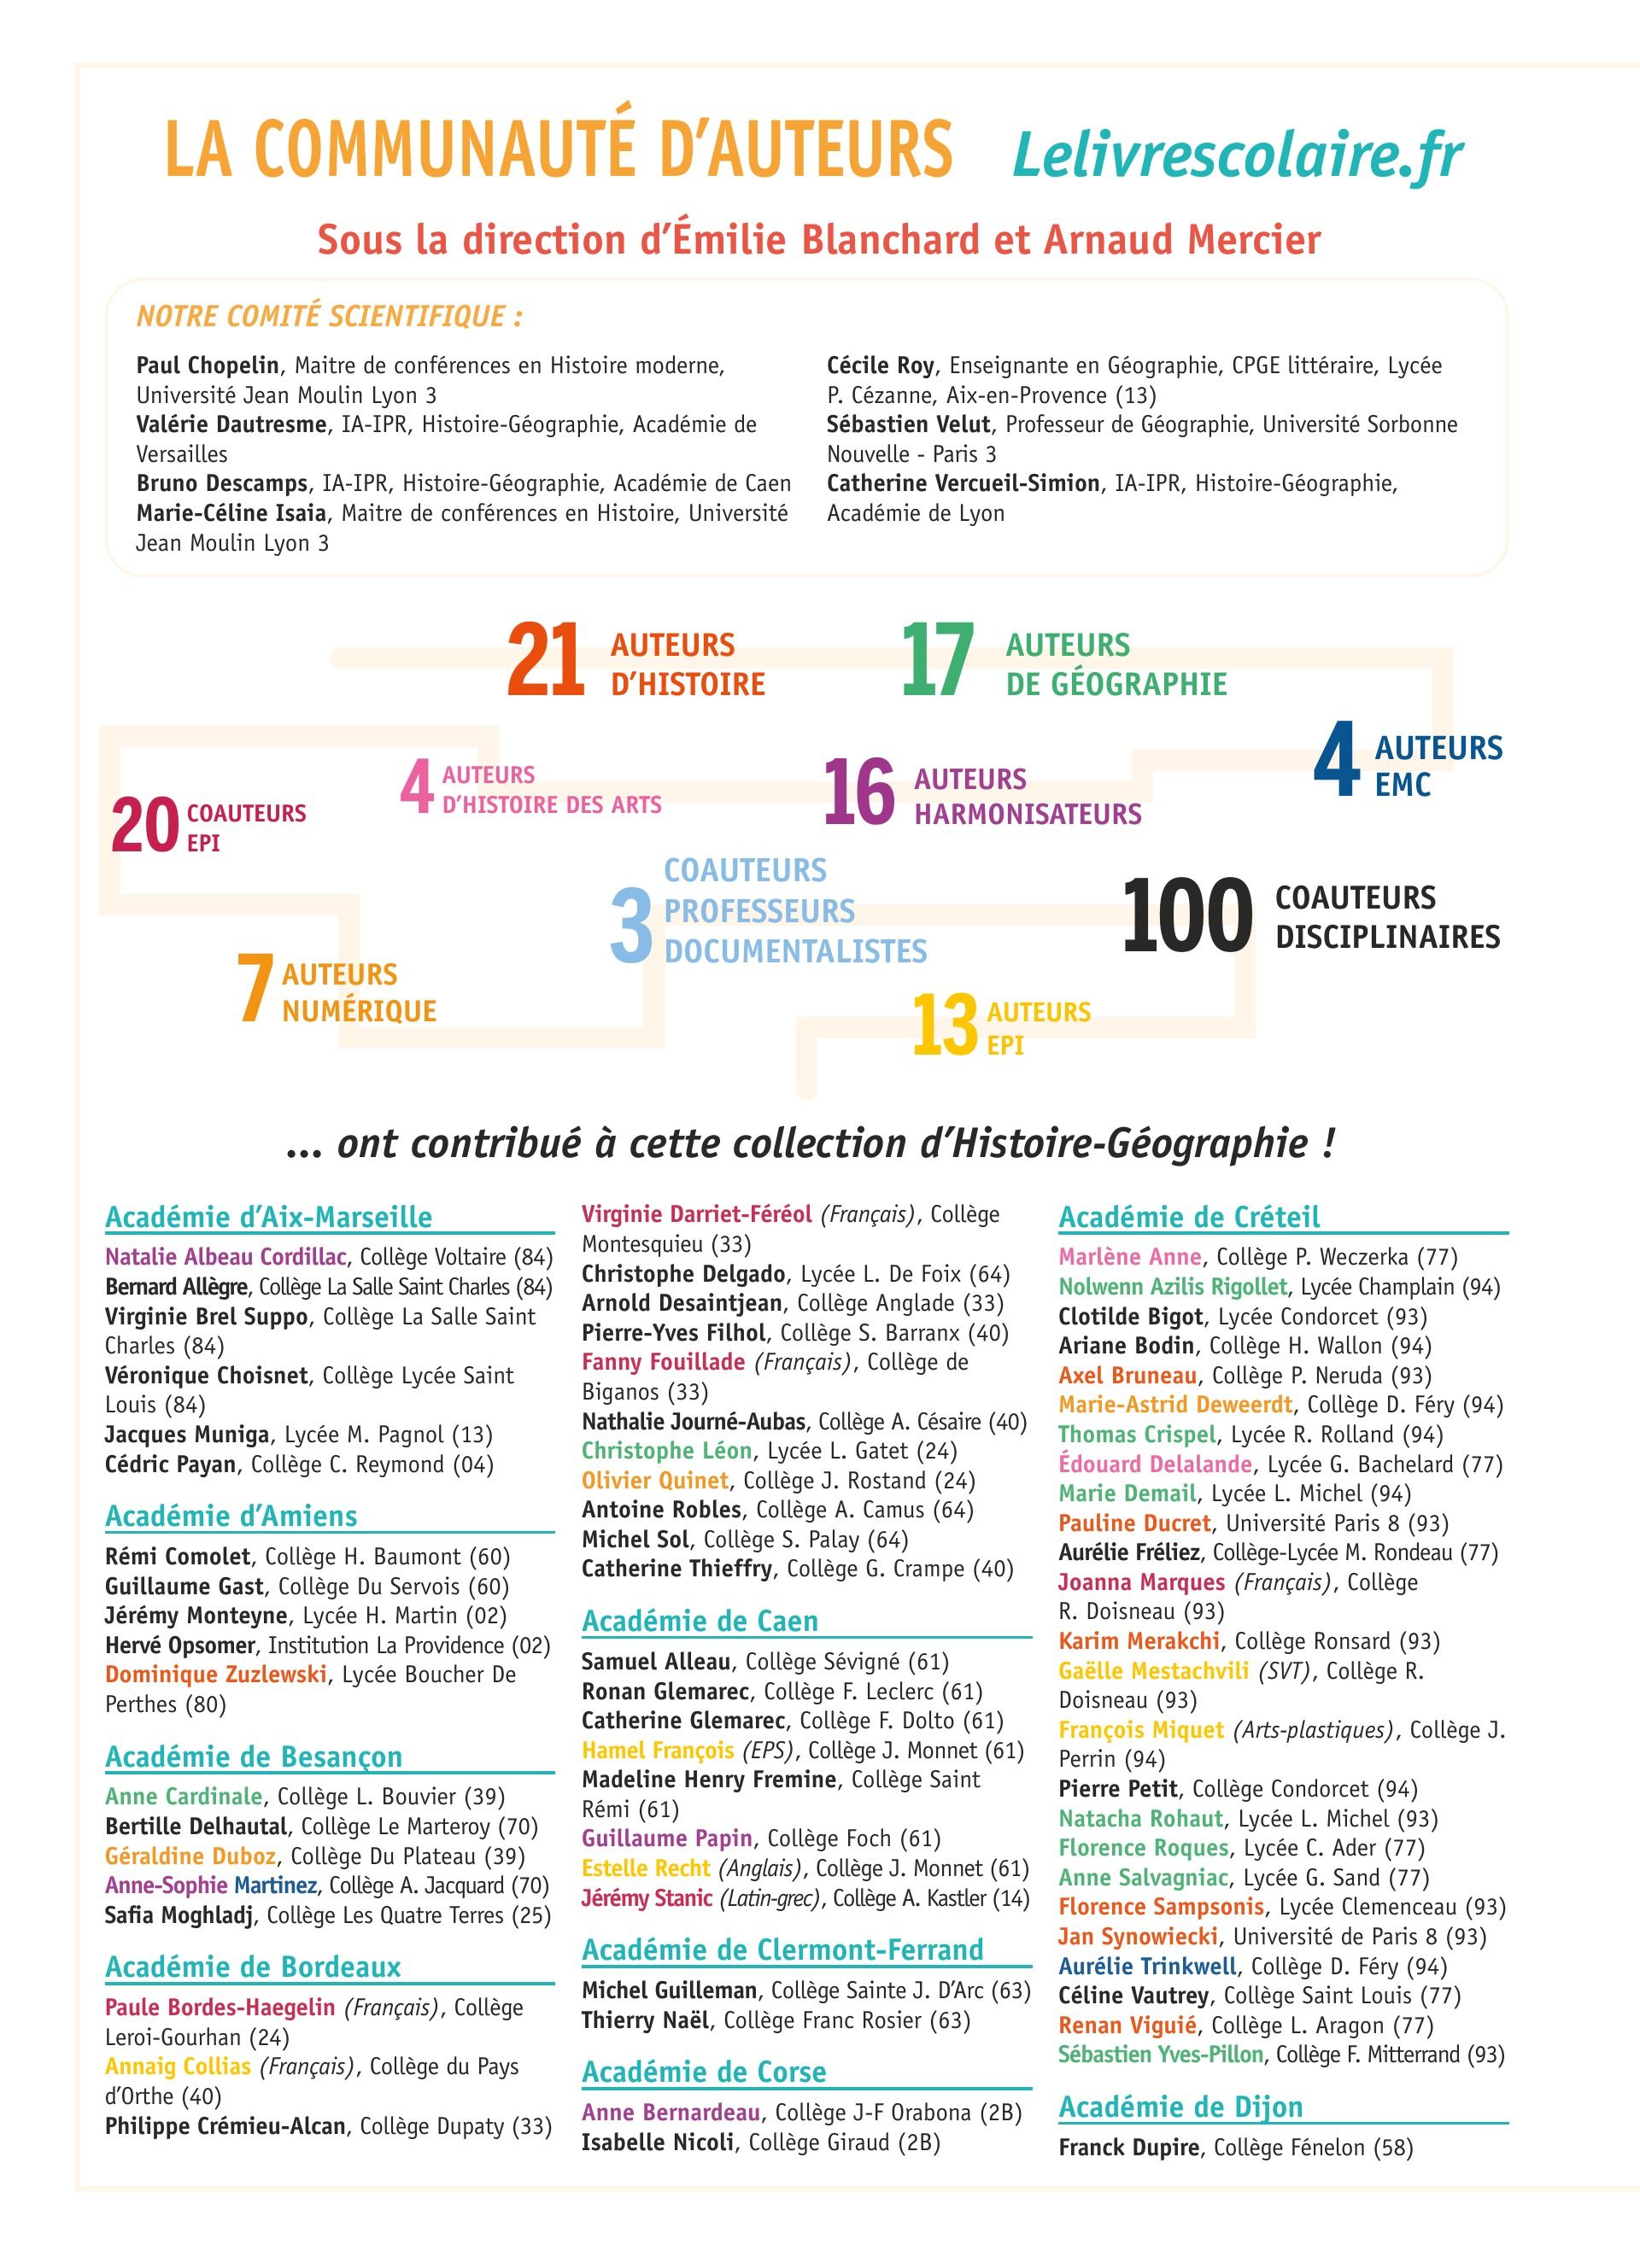 LA COMMUNAUTÉ D'AUTEURS Lelivrescolaire.fr
Sous la direction d'Émilie Blanchard et Arnaud Mercier
NOTRE COMITÉ SCIENTIFIQUE :
Paul Chopelin, Maitre de conférences en Histoire moderne,
Université Jean Moulin Lyon 3
Valérie Dautresme, IA-IPR, Histoire-Géographie, Académie de
Versailles
Bruno Descamps, IA-IPR, Histoire-Géographie, Académie de Caen
Marie-Céline Isaia, Maitre de conférences en Histoire, Université
Jean Moulin Lyon 3
Cécile Roy, Enseignante en Géographie, CPGE littéraire, Lycée
P. Cézanne, Aix-en-Provence (13)
Sébastien Velut, Professeur de Géographie, Université Sorbonne
Nouvelle - Paris 3
Catherine Vercueil-Simion, IA-IPR, Histoire-Géographie,
Académie de Lyon
21 AUTEURS
D'HISTOIRE
17 AUTEURS
DE GÉOGRAPHIE
4 AUTEURS
EMC
20 COAUTEURS
EPI
4 AUTEURS
D'HISTOIRE DES ARTS
16 AUTEURS
HARMONISATEURS
3 COAUTEURS
PROFESSEURS
DOCUMENTALISTES
100 COAUTEURS
DISCIPLINAIRES
7 AUTEURS
NUMÉRIQUE
13 AUTEURS
EPI
... ont contribué à cette collection d'Histoire-Géographie !
Académie d'Aix-Marseille
Natalie Albeau Cordillac, Collège Voltaire (84)
Bernard Allègre, Collège La Salle Saint Charles (84)
Virginie Brel Suppo, Collège La Salle Saint
Charles (84)
Véronique Choisnet, Collège Lycée Saint
Louis (84)
Jacques Muniga, Lycée M. Pagnol (13)
Cédric Payan, Collège C. Reymond (04)
Académie d'Amiens
Rémi Comolet, Collège H. Baumont (60)
Guillaume Gast, Collège Du Servois (60)
Jérémy Monteyne, Lycée H. Martin (02)
Hervé Opsomer, Institution La Providence (02)
Dominique Zuzlewski, Lycée Boucher De
Perthes (80)
Académie de Besançon
Anne Cardinale, Collège L. Bouvier (39)
Bertille Delhautal, Collège Le Marteroy (70)
Géraldine Duboz, Collège Du Plateau (39)
Anne-Sophie Martinez, Collège A. Jacquard (70)
Safia Moghladj, Collège Les Quatre Terres (25)
Académie de Bordeaux
Paule Bordes-Haegelin (Français), Collège
Leroi-Gourhan (24)
Annaig Collias (Français), Collège du Pays
d'Orthe (40)
Philippe Crémieu-Alcan, Collège Dupaty (33)
Virginie Darriet-Féréol (Français), Collège
Montesquieu (33)
Christophe Delgado, Lycée L. De Foix (64)
Arnold Desaintjean, Collège Anglade (33)
Pierre-Yves Filhol, Collège S. Barranx (40)
Fanny Fouillade (Français), Collège de
Biganos (33)
Nathalie Journé-Aubas, Collège A. Césaire (40)
Christophe Léon, Lycée L. Gatet (24)
Olivier Quinet, Collège J. Rostand (24)
Antoine Robles, Collège A. Camus (64)
Michel Sol, Collège S. Palay (64)
Catherine Thieffry, Collège G. Crampe (40)
Académie de Caen
Samuel Alleau, Collège Sévigné (61)
Ronan Glemarec, Collège F. Leclerc (61)
Catherine Glemarec, Collège F. Dolto (61)
Hamel François (EPS), Collège J. Monnet (61)
Madeline Henry Fremine, Collège Saint
Rémi (61)
Guillaume Papin, Collège Foch (61)
Estelle Recht (Anglais), Collège J. Monnet (61)
Jérémy Stanic (Latin-grec), Collège A. Kastler (14)
Académie de Clermont-Ferrand
Michel Guilleman, Collège Sainte J. D'Arc (63)
Thierry Naël, Collège Franc Rosier (63)
Académie de Corse
Anne Bernardeau, Collège J-F Orabona (2B)
Isabelle Nicoli, Collège Giraud (2B)
Académie de Créteil
Marlène Anne, Collège P. Weczerka (77)
Nolwenn Azilis Rigollet, Lycée Champlain (94)
Clotilde Bigot, Lycée Condorcet (93)
Ariane Bodin, Collège H. Wallon (94)
Axel Bruneau, Collège P. Neruda (93)
Marie-Astrid Deweerdt, Collège D. Féry (94)
Thomas Crispel, Lycée R. Rolland (94)
Édouard Delalande, Lycée G. Bachelard (77)
Marie Demail, Lycée L. Michel (94)
Pauline Ducret, Université Paris 8 (93)
Aurélie Fréliez, Collège-Lycée M. Rondeau (77)
Joanna Marques (Français), Collège
R. Doisneau (93)
Karim Merakchi, Collège Ronsard (93)
Gaëlle Mestachvili (SVT), Collège R.
Doisneau (93)
François Miquet (Arts-plastiques), Collège J.
Perrin (94)
Pierre Petit, Collège Condorcet (94)
Natacha Rohaut, Lycée L. Michel (93)
Florence Roques, Lycée C. Ader (77)
Anne Salvagniac, Lycée G. Sand (77)
Florence Sampsonis, Lycée Clemenceau (93)
Jan Synowiecki, Université de Paris 8 (93)
Aurélie Trinkwell, Collège D. Féry (94)
Céline Vautrey, Collège Saint Louis (77)
Renan Viguié, Collège L. Aragon (77)
Sébastien Yves-Pillon, Collège F. Mitterrand (93)
Académie de Dijon
Franck Dupire, Collège Fénelon (58)